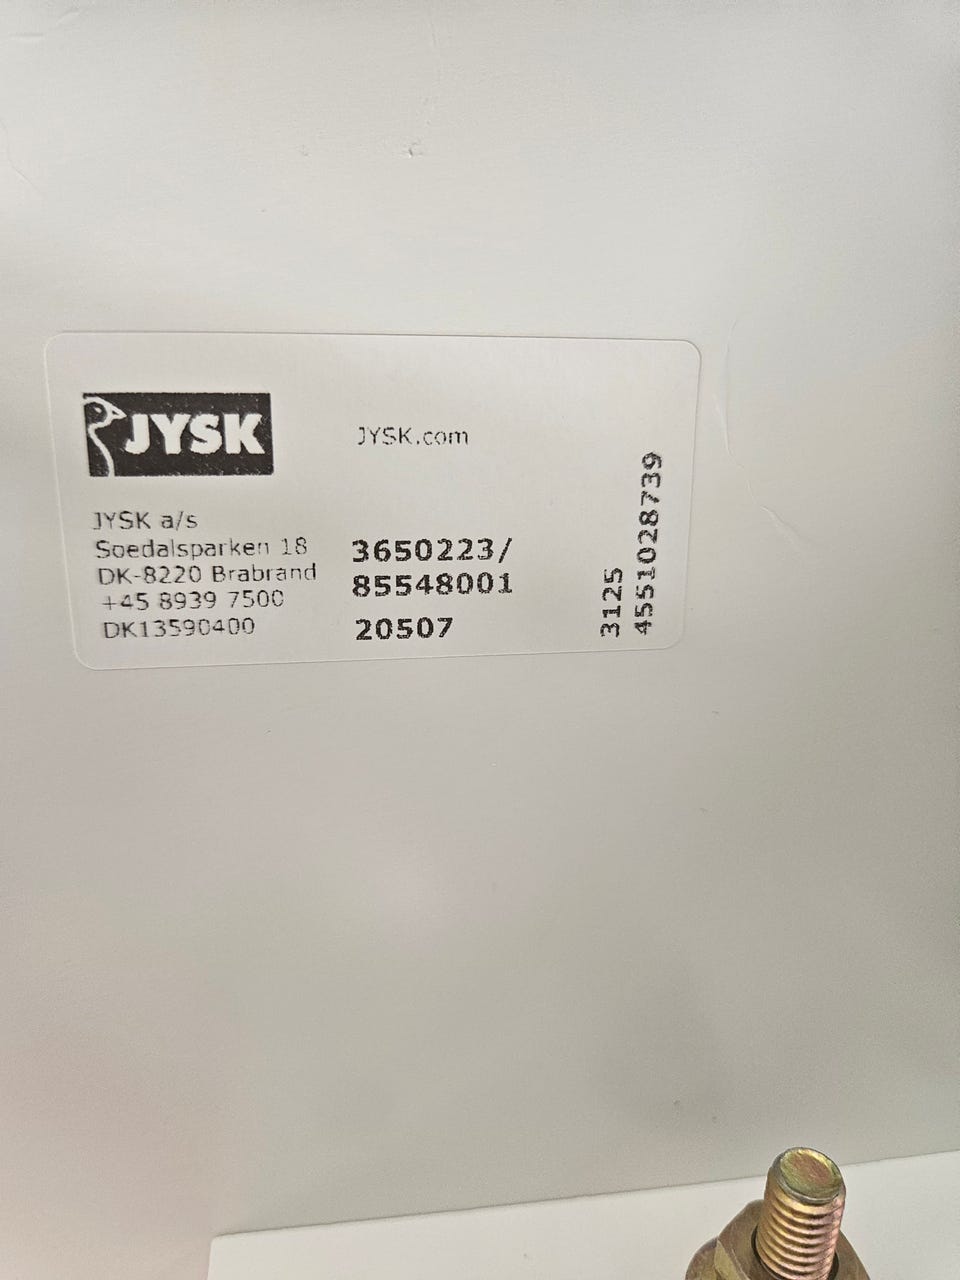 JYSK
JYSK.com
JYSK a/s
Soedalsparken 18
DK-8220 Brabrand
+45 8939 7500
DK13590400
3650223/
85548001
20507
3125
4551028739